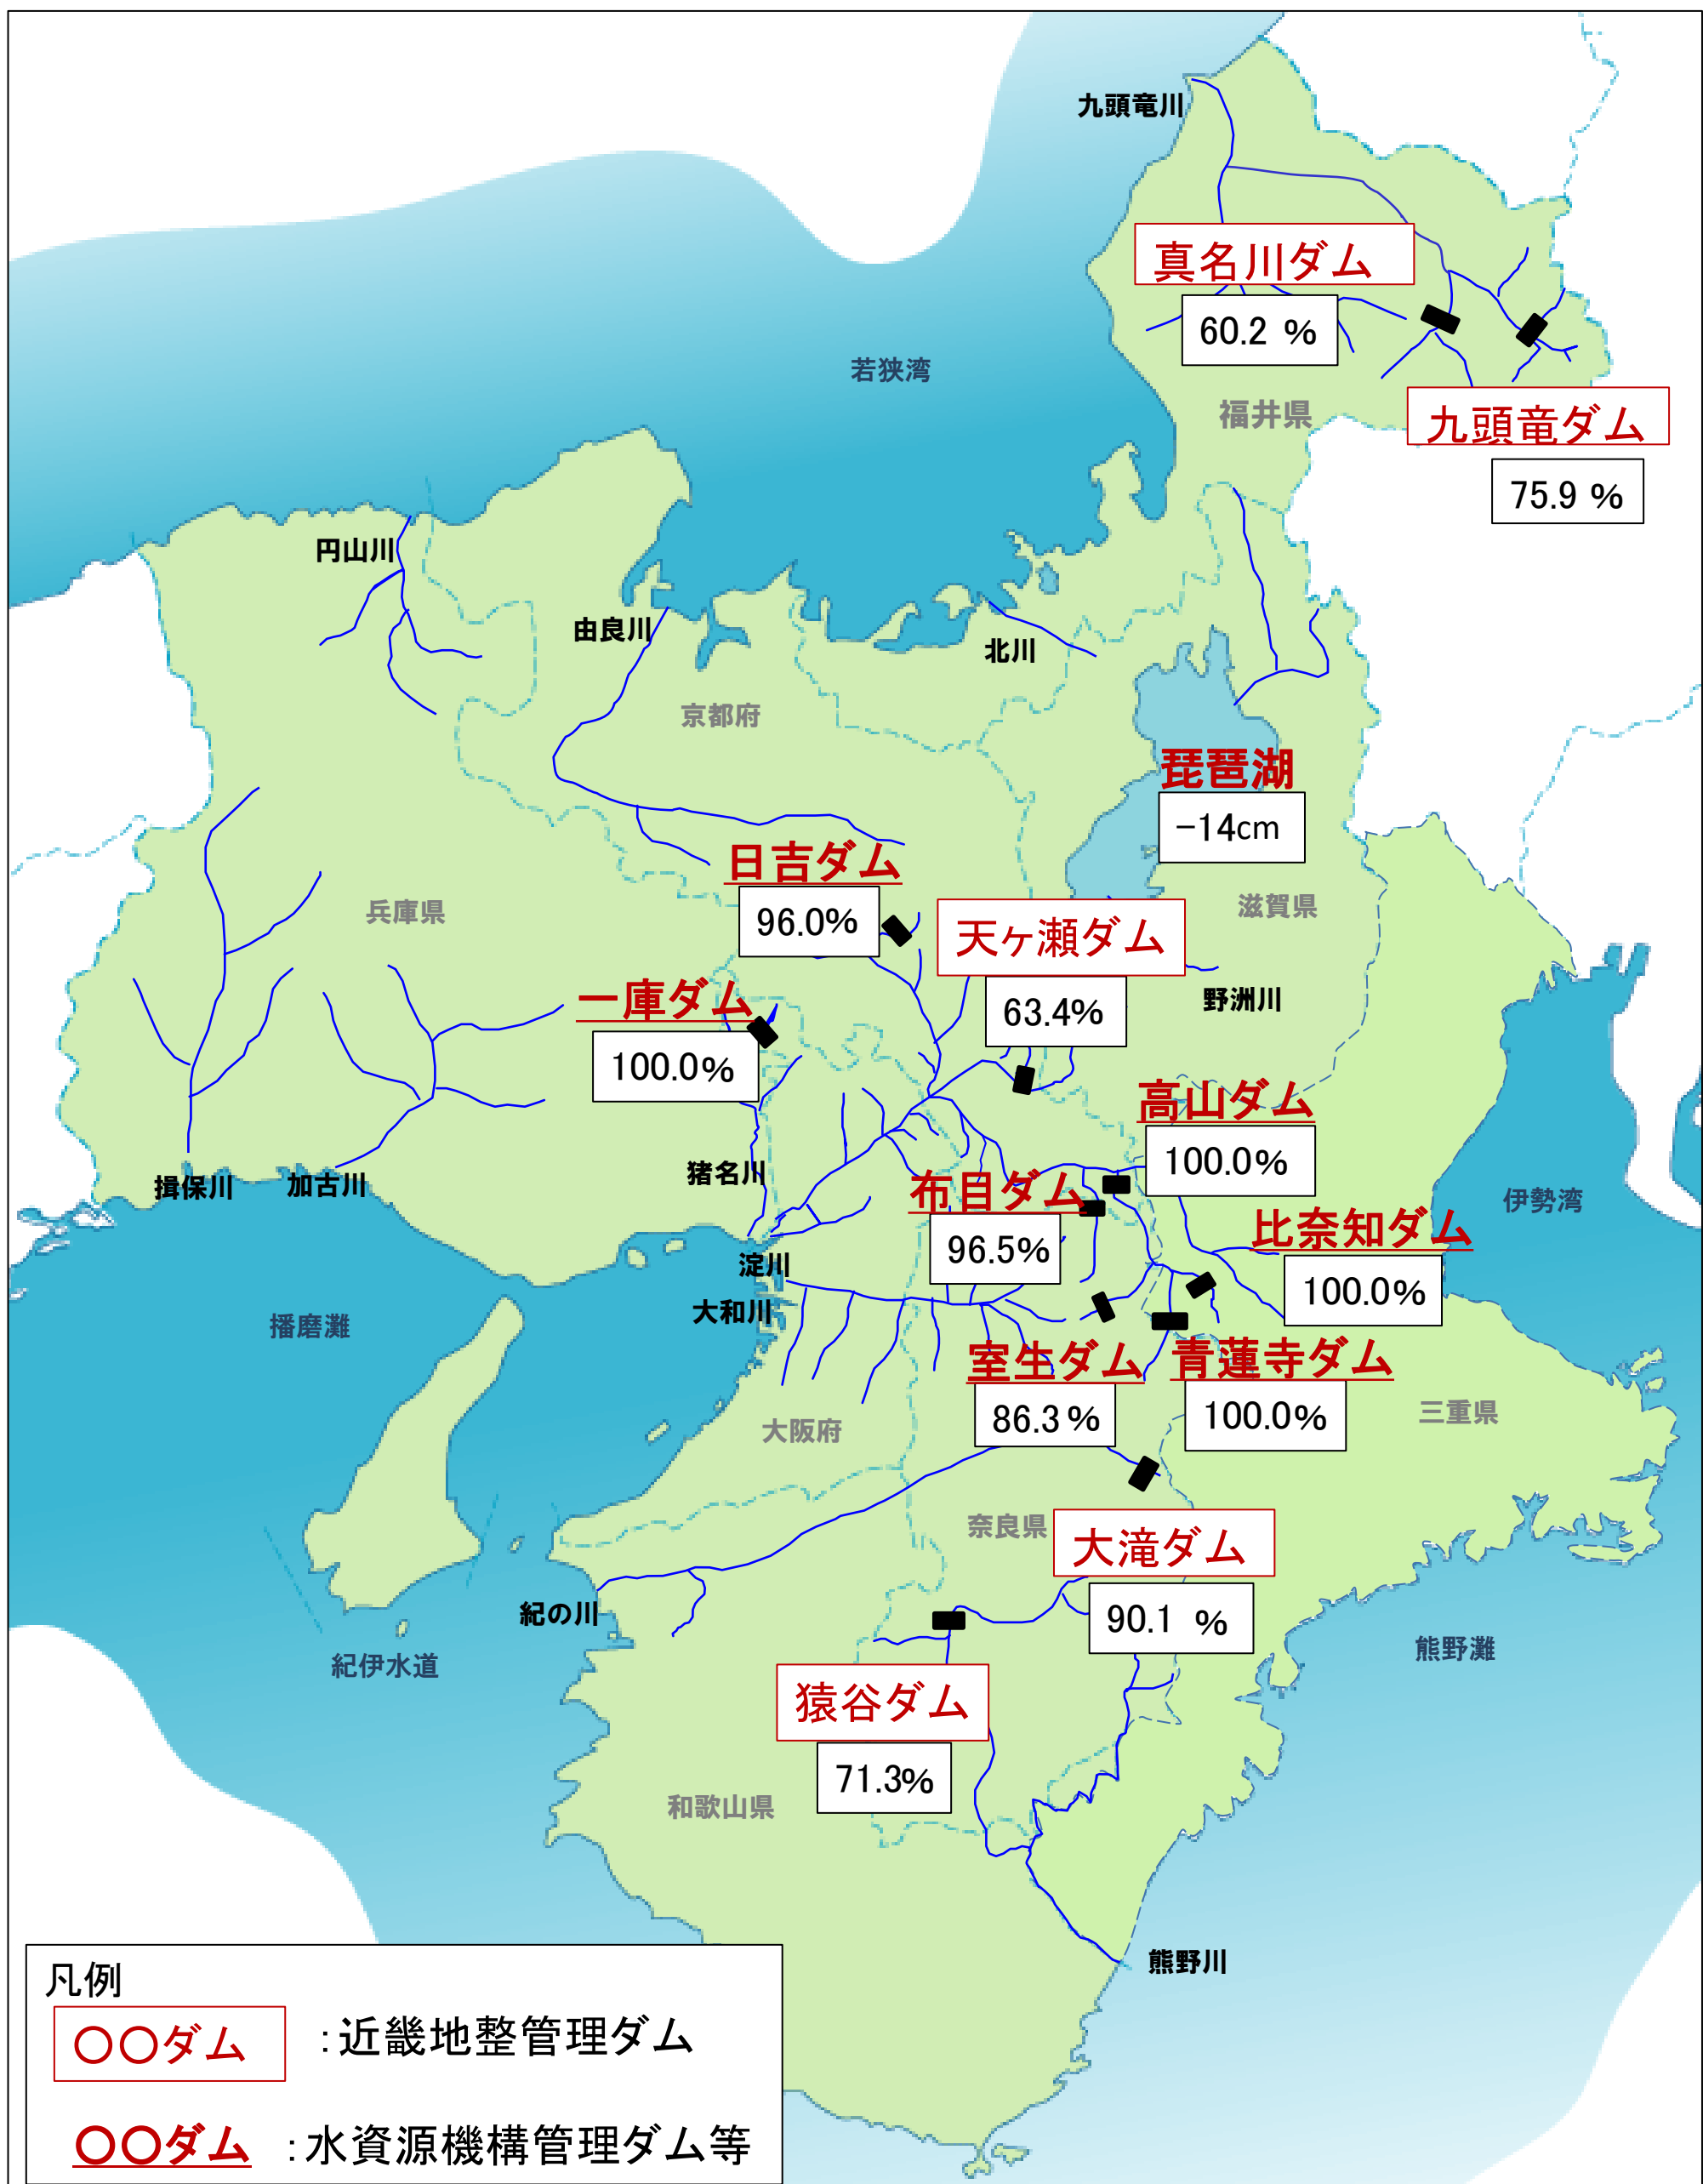 九頭竜川
真名川ダム
60.2 %
若狭湾
福井県
九頭竜ダム
75.9 %
円山川
由良川
北川
京都府
琵琶湖
−14cm
日吉ダム
96.0%
兵庫県
滋賀県
天ヶ瀬ダム
63.4%
野洲川
一庫ダム
100.0%
高山ダム
100.0%
猪名川
揖保川
加古川
布目ダム
96.5%
伊勢湾
比奈知ダム
100.0%
淀川
大和川
播磨灘
室生ダム
86.3 %
青蓮寺ダム
100.0%
三重県
大阪府
奈良県
大滝ダム
90.1 %
紀の川
紀伊水道
熊野灘
猿谷ダム
71.3%
和歌山県
熊野川
凡例
〇〇ダム :近畿地整管理ダム
〇〇ダム :水資源機構管理ダム等